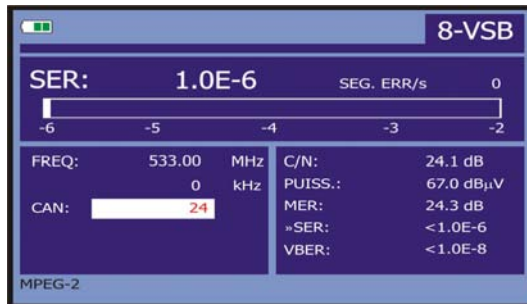 8-VSB
SER: 1.0E-6 SEG. ERR/s 0
-6 -5 -4 -3 -2
FREQ: 533.00 MHz
0 kHz
CAN: 24
C/N: 24.1 dB
PUISS.: 67.0 dBµV
MER: 24.3 dB
»SER: <1.0E-6
VBER: <1.0E-8
MPEG-2